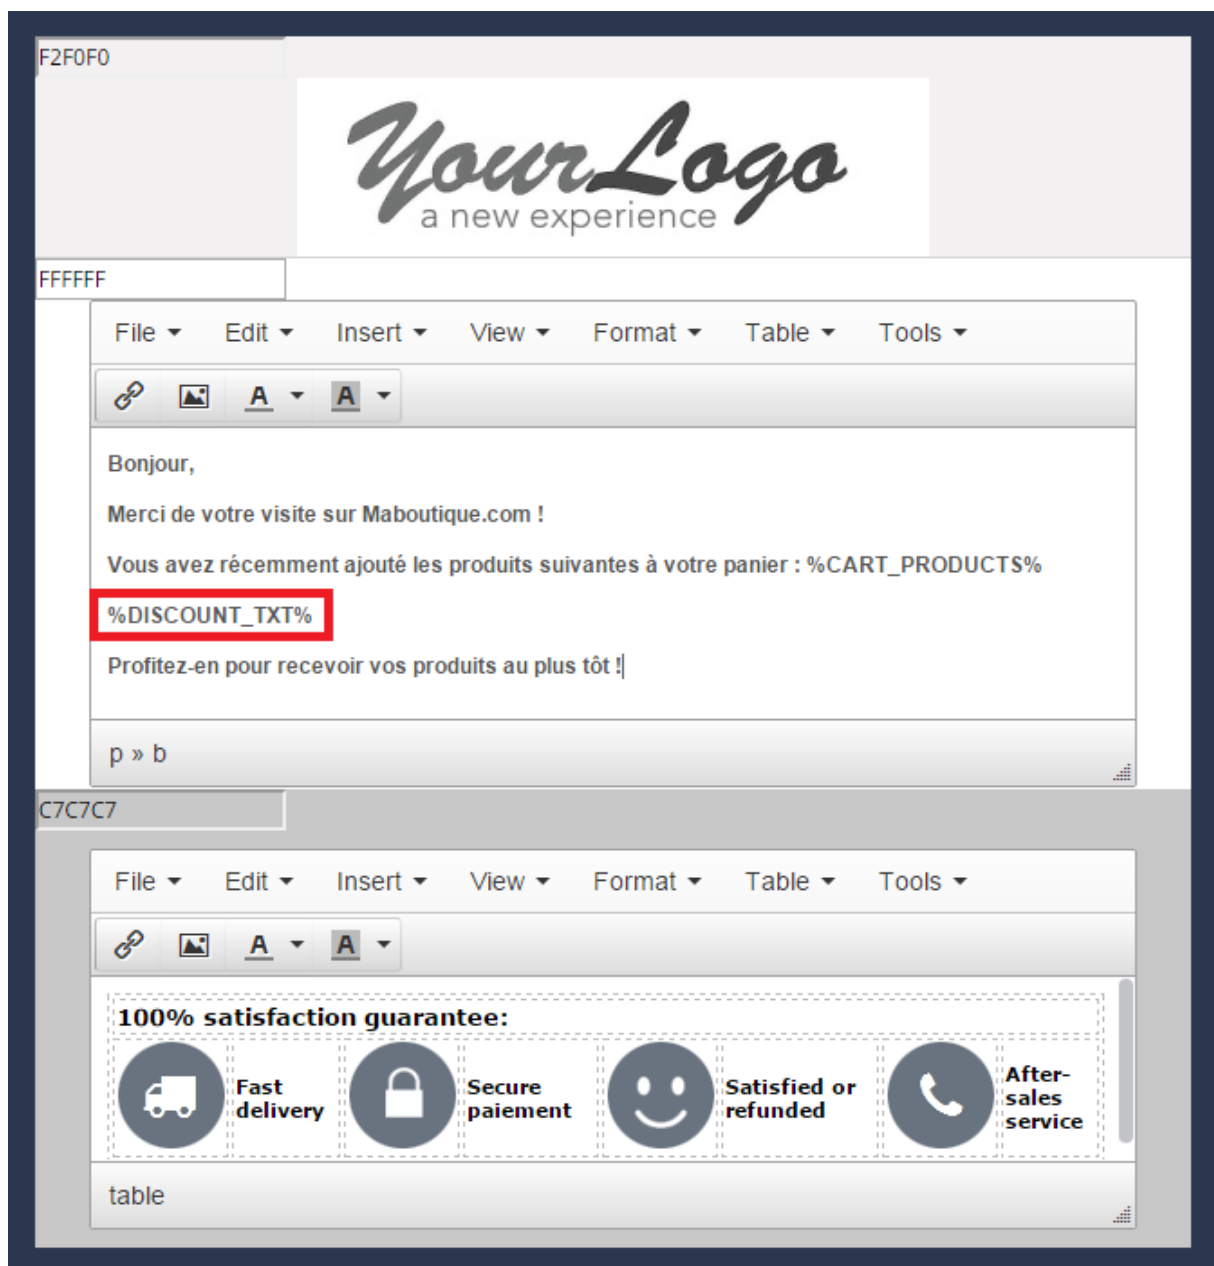 F2F0F0
YourLogo
a new experience
FFFFFF
File Edit Insert View Format Table Tools
A A
Bonjour,
Merci de votre visite sur Maboutique.com !
Vous avez récemment ajouté les produits suivantes à votre panier : %CART_PRODUCTS%
%DISCOUNT_TXT%
Profitez-en pour recevoir vos produits au plus tôt !
p » b
C7C7C7
File Edit Insert View Format Table Tools
A A
100% satisfaction guarantee:
Fast
delivery
Secure
paiement
Satisfied or
refunded
After-
sales
service
table